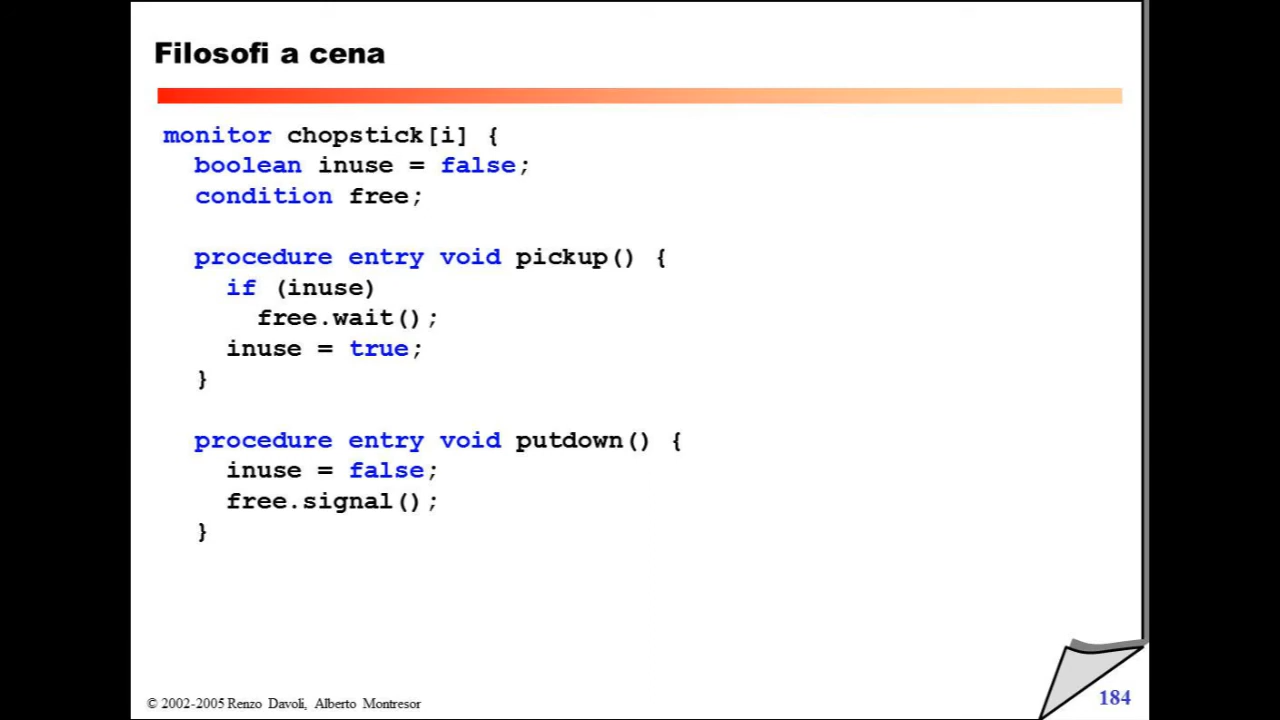 Filosofi a cena
monitor chopstick[i] {
boolean inuse = false;
condition free;
procedure entry void pickup() {
if (inuse)
free.wait();
inuse = true;
}
procedure entry void putdown() {
inuse = false;
free.signal();
}
© 2002-2005 Renzo Davoli, Alberto Montresor
184